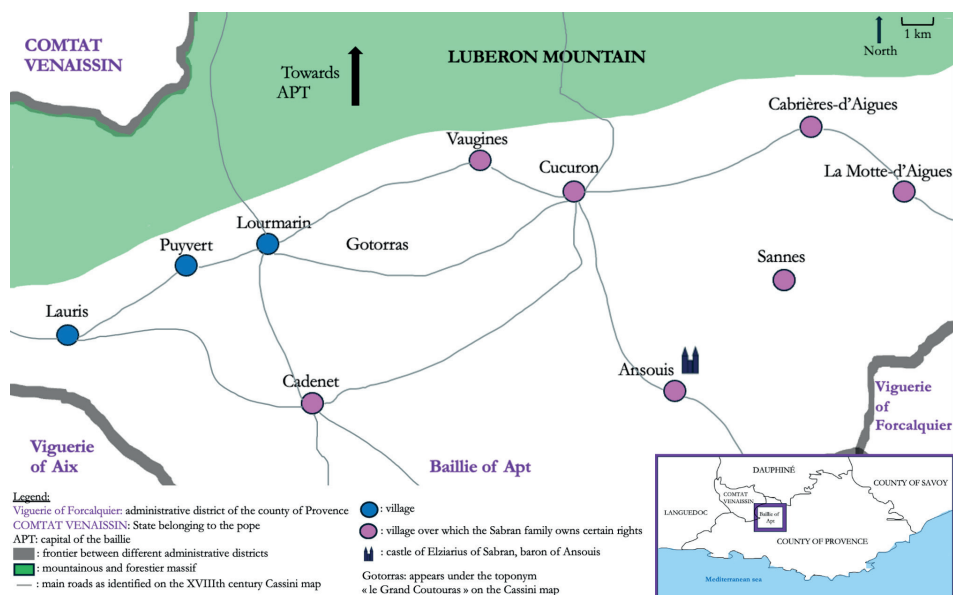 COMTAT
VENAISSIN
Towards
APT
LUBERON MOUNTAIN
North
1 km
Cabrières-d'Aigues
Vaugines
Cucuron
La Motte-d'Aigues
Lourmarin
Puyvert
Gotorras
Sannes
Lauris
Cadenet
Ansouis
Viguerie
of
Forcalquier
Viguerie
of Aix
Baillie of Apt
Legend:
Viguerie of Forcalquier: administrative district of the county of Provence
COMTAT VENAISSIN: State belonging to the pope
APT: capital of the baillie
: frontier between different administrative districts
: mountainous and forestier massif
: main roads as identified on the XVIIIth century Cassini map
: village
: village over which the Sabran family owns certain rights
: castle of Elziarius of Sabran, baron of Ansouis
Gotorras: appears under the toponym
« le Grand Coutouras » on the Cassini map
DAUPHINÉ
COUNTY OF SAVOY
COMTAT
VENAISSIN
LANGUEDOC
Baillie of
Apt
COUNTY OF PROVENCE
Mediterranean sea